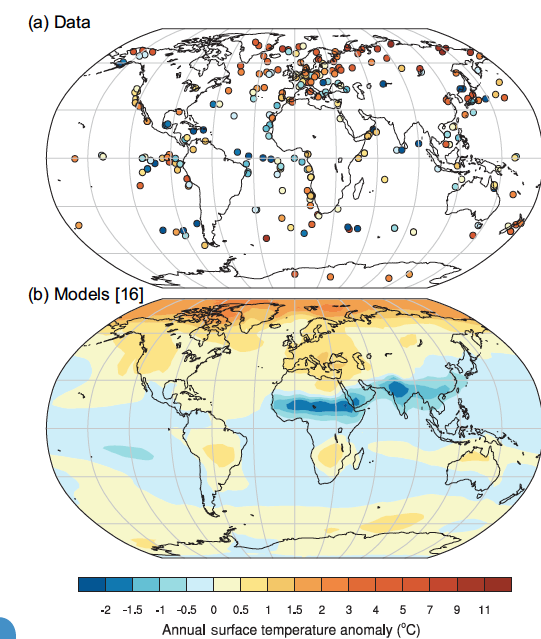 (a) Data
(b) Models [16]
-2 -1.5 -1 -0.5 0 0.5 1 1.5 2 3 4 5 7 9 11
Annual surface temperature anomaly (°C)